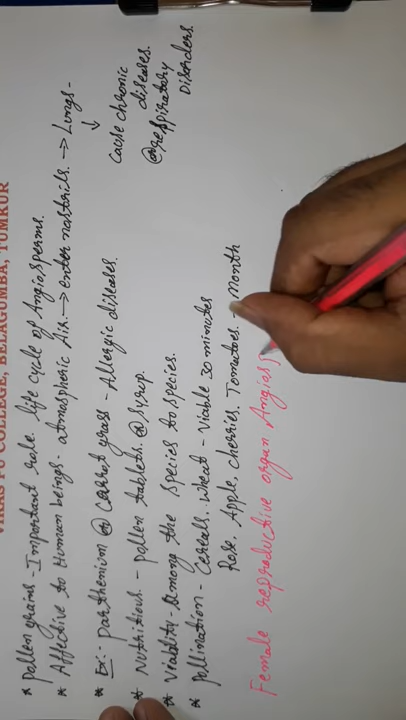 VIKAS PU COLLEGE, BELAGUMBA, TUMKUR
* Pollen grains - Important role life cycle of Angiosperms.
* Affective to Human beings - atmospheric Air. → enter nostrils. → Lungs -
↓
cause chronic
diseases.
@ respiratory
Disorders.
* Ex:- parthenium @ carrot grass - Allergic diseases.
* Nutritious. - pollen tablets @ Syrop.
* Viability - Among the species to species.
* pollination - Cereals. Wheat - Viable 30 minutes
Rose, Apple, cherries, Tomatoes. - Month
Female reproductive organ Angios